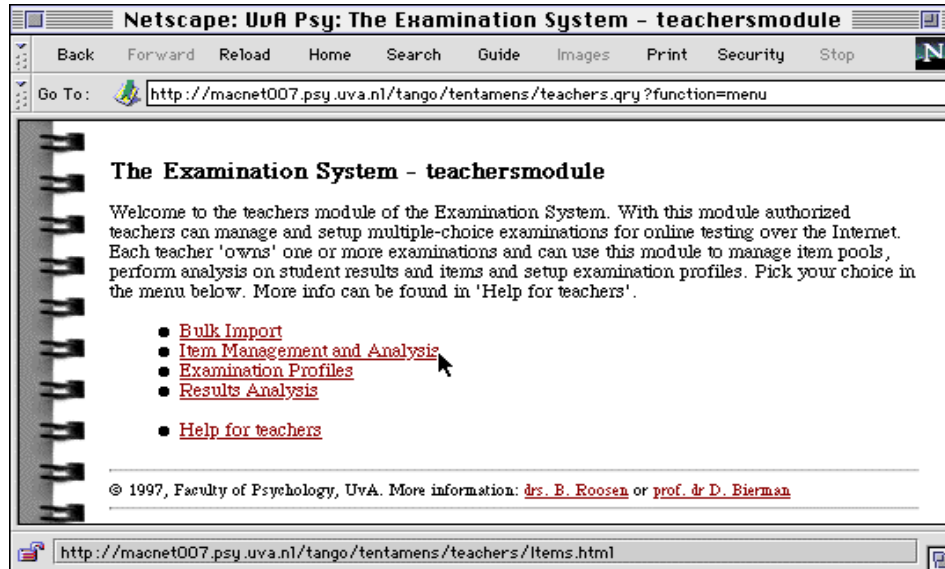 Netscape: UvA Psy: The Examination System – teachersmodule
Back Forward Reload Home Search Guide Images Print Security Stop N
Go To: http://macnet007.psy.uva.nl/tango/tentamens/teachers.qry?function=menu
The Examination System - teachersmodule
Welcome to the teachers module of the Examination System. With this module authorized
teachers can manage and setup multiple-choice examinations for online testing over the Internet.
Each teacher 'owns' one or more examinations and can use this module to manage item pools,
perform analysis on student results and items and setup examination profiles. Pick your choice in
the menu below. More info can be found in 'Help for teachers'.
● Bulk Import
● Item Management and Analysis
● Examination Profiles
● Results Analysis
● Help for teachers
© 1997, Faculty of Psychology, UvA. More information: drs. B. Roosen or prof. dr D. Bierman
http://macnet007.psy.uva.nl/tango/tentamens/teachers/Items.html